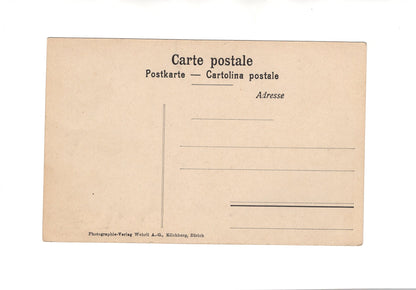 Carte postale
Postkarte — Cartolina postale
Adresse
Photographie-Verlag Wehrli A.-G., Kilchberg, Zürich